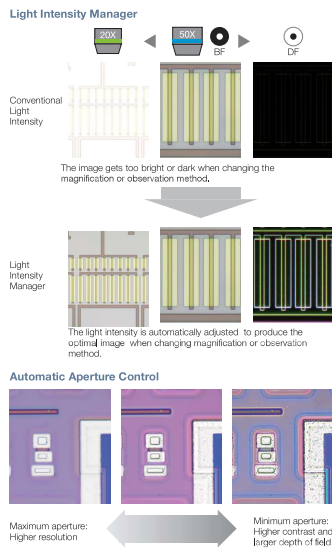 Light Intensity Manager
20X
50X
BF
DF
Conventional
Light
Intensity
The image gets too bright or dark when changing the
magnification or observation method.
Light
Intensity
Manager
The light intensity is automatically adjusted to produce the
optimal image when changing magnification or observation
method.
Automatic Aperture Control
Maximum aperture:
Higher resolution
Minimum aperture:
Higher contrast and
larger depth of field